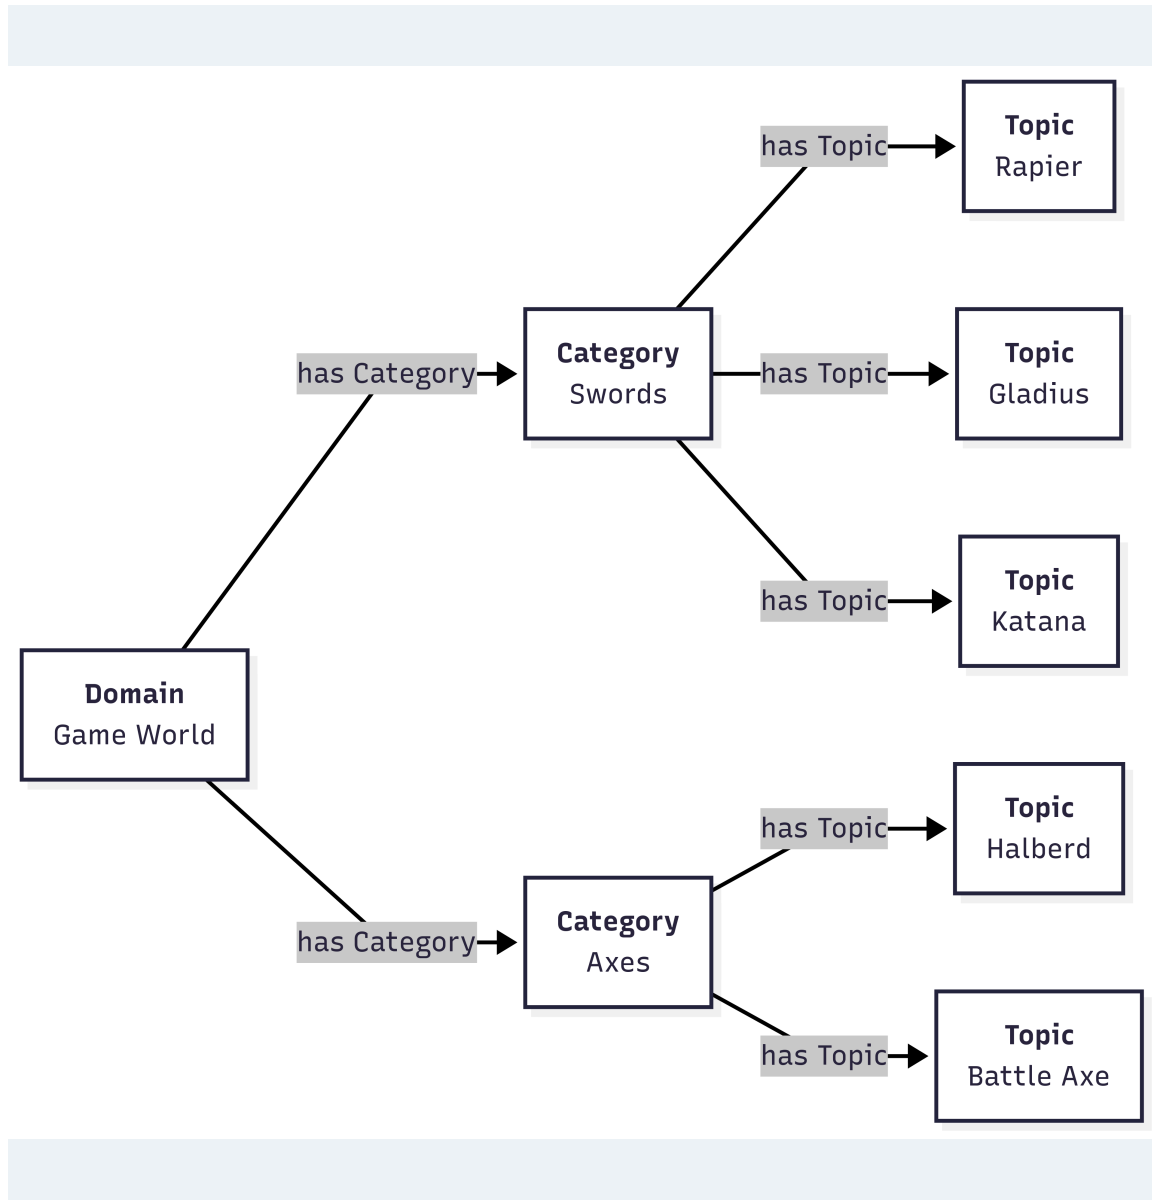 Topic
Rapier
has Topic
Category
Swords
has Topic
Topic
Gladius
has Category
has Topic
Topic
Katana
Domain
Game World
has Topic
Topic
Halberd
has Category
Category
Axes
has Topic
Topic
Battle Axe